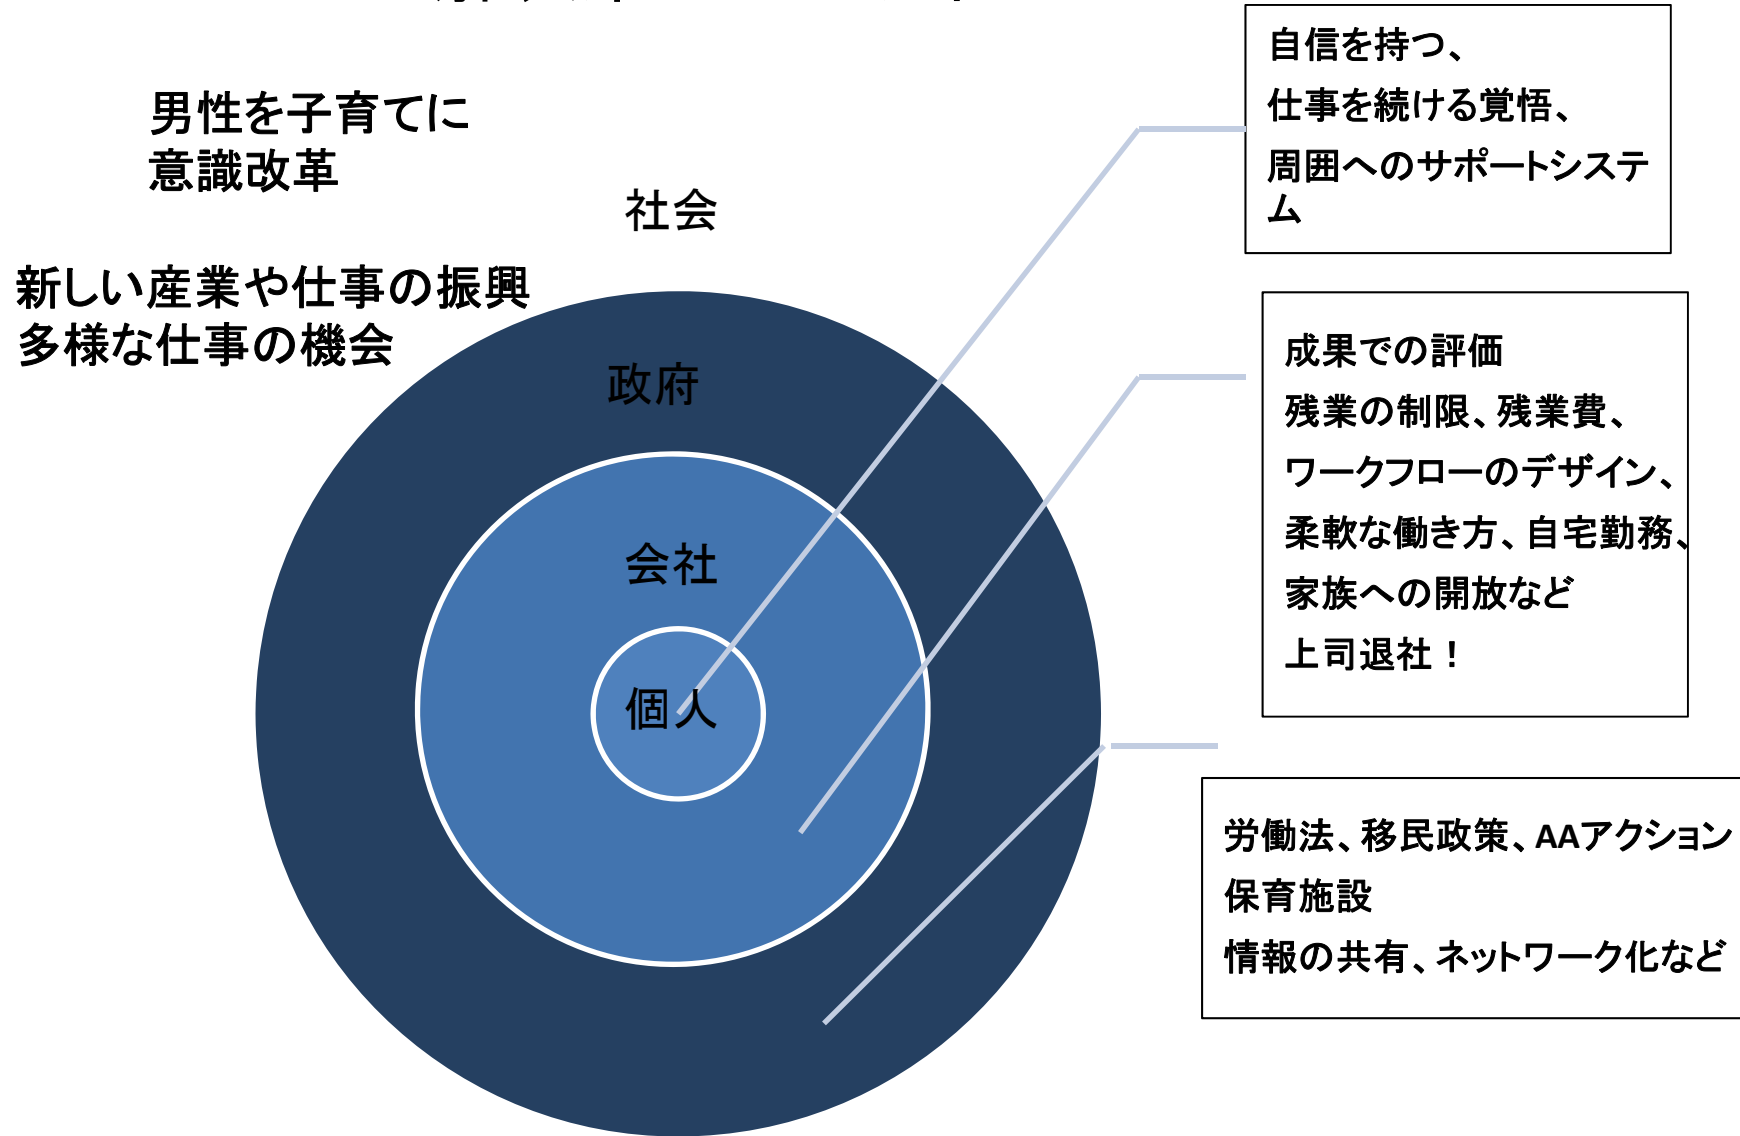 男性を子育てに
意識改革
社会
新しい産業や仕事の振興
多様な仕事の機会
政府
会社
個人
自信を持つ、
仕事を続ける覚悟、
周囲へのサポートシステ
ム
成果での評価
残業の制限、残業費、
ワークフローのデザイン、
柔軟な働き方、自宅勤務、
家族への開放など
上司退社！
労働法、移民政策、AAアクション
保育施設
情報の共有、ネットワーク化など